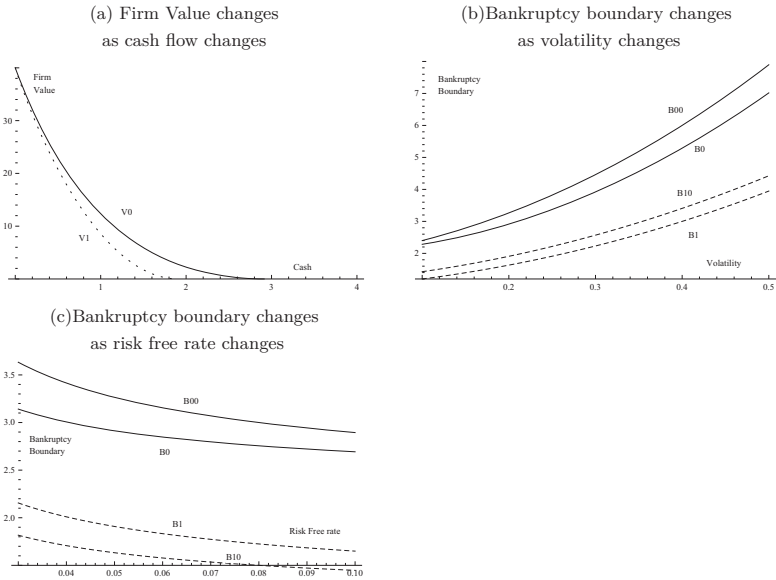 (a) Firm Value changes
as cash flow changes
Firm
Value
30
20
10
V0
V1
Cash
1
2
3
4
(b)Bankruptcy boundary changes
as volatility changes
Bankruptcy
Boundary
7
6
5
4
3
2
B00
B0
B10
B1
Volatility
0.2
0.3
0.4
0.5
(c)Bankruptcy boundary changes
as risk free rate changes
3.5
3.0
2.5
2.0
B00
Bankruptcy
Boundary
B0
B1
Risk Free rate
B10
0.04
0.05
0.06
0.07
0.08
0.09
0.10